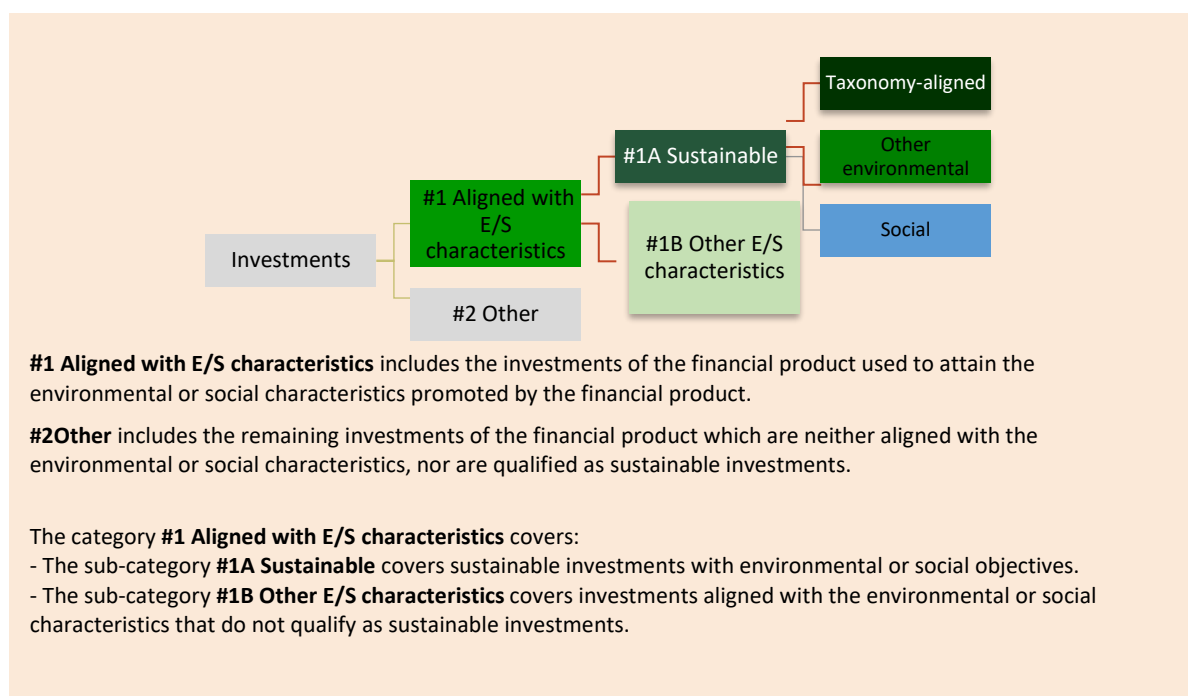 Taxonomy-aligned
#1A Sustainable
Other
environmental
#1 Aligned with
E/S
characteristics
Social
#1B Other E/S
characteristics
Investments
#2 Other
#1 Aligned with E/S characteristics includes the investments of the financial product used to attain the
environmental or social characteristics promoted by the financial product.
#2Other includes the remaining investments of the financial product which are neither aligned with the
environmental or social characteristics, nor are qualified as sustainable investments.
The category #1 Aligned with E/S characteristics covers:
- The sub-category #1A Sustainable covers sustainable investments with environmental or social objectives.
- The sub-category #1B Other E/S characteristics covers investments aligned with the environmental or social
characteristics that do not qualify as sustainable investments.